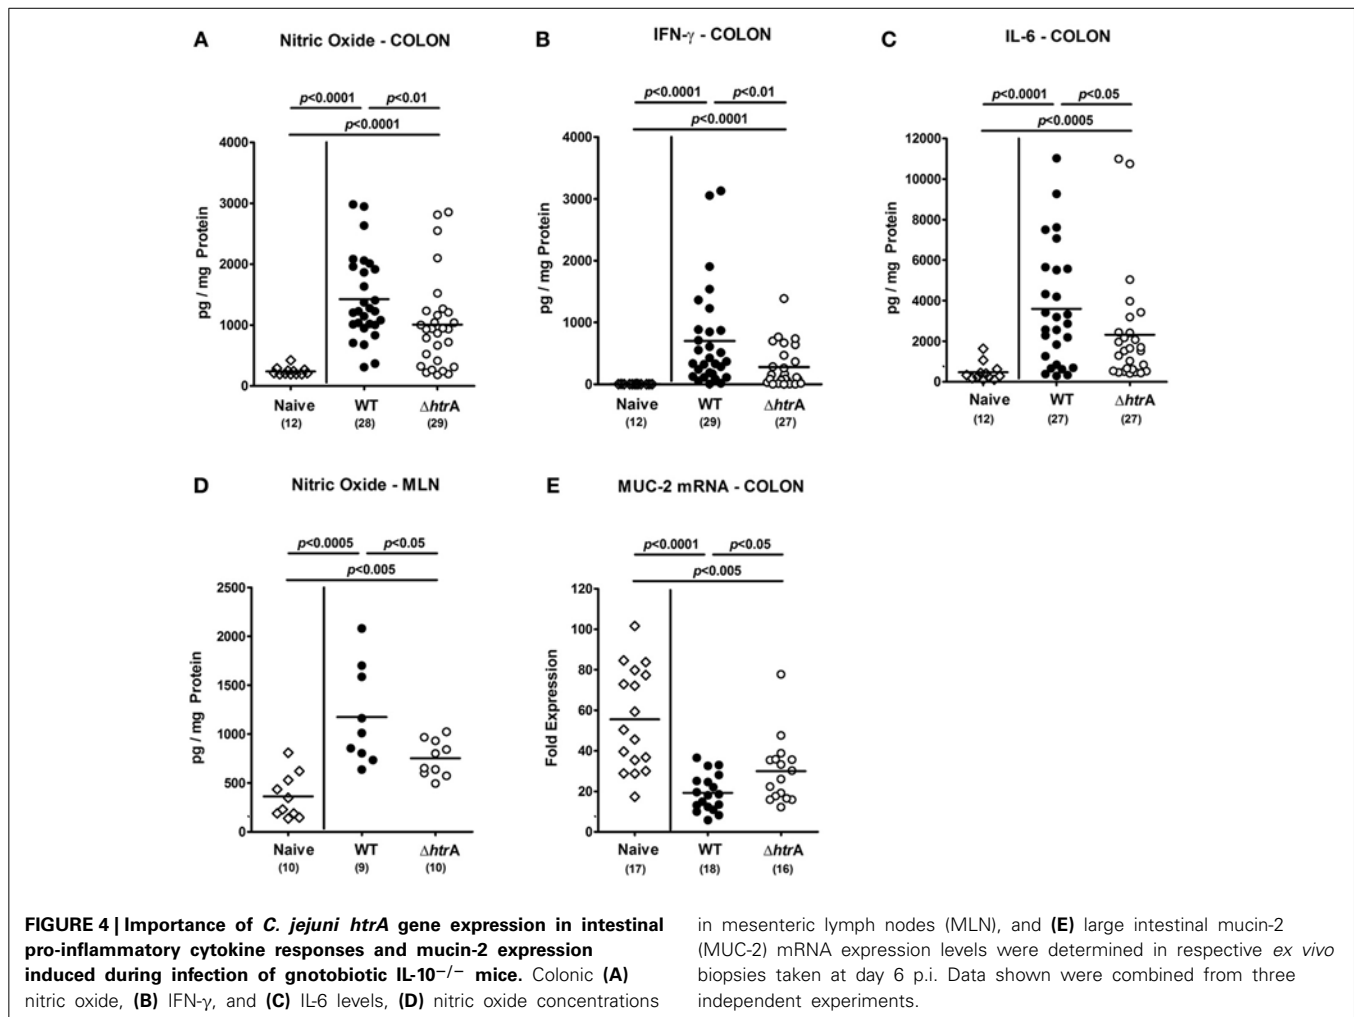 A
Nitric Oxide - COLON
p<0.0001
p<0.01
p<0.0001
pg / mg Protein
4000
3000
2000
1000
0
Naive
WT
ΔhtrA
(12)
(28)
(29)
B
IFN-γ - COLON
p<0.0001
p<0.01
p<0.0001
pg / mg Protein
4000
3000
2000
1000
0
Naive
WT
ΔhtrA
(12)
(29)
(27)
C
IL-6 - COLON
p<0.0001
p<0.05
p<0.0005
pg / mg Protein
12000
10000
8000
6000
4000
2000
0
Naive
WT
ΔhtrA
(12)
(27)
(27)
D
Nitric Oxide - MLN
p<0.0005
p<0.05
p<0.005
pg / mg Protein
2500
2000
1500
1000
500
0
Naive
WT
ΔhtrA
(10)
(9)
(10)
E
MUC-2 mRNA - COLON
p<0.0001
p<0.05
p<0.005
Fold Expression
120
100
80
60
40
20
0
Naive
WT
ΔhtrA
(17)
(18)
(16)
FIGURE 4 | Importance of C. jejuni htrA gene expression in intestinal
pro-inflammatory cytokine responses and mucin-2 expression
induced during infection of gnotobiotic IL-10−/− mice. Colonic (A)
nitric oxide, (B) IFN-γ, and (C) IL-6 levels, (D) nitric oxide concentrations
in mesenteric lymph nodes (MLN), and (E) large intestinal mucin-2
(MUC-2) mRNA expression levels were determined in respective ex vivo
biopsies taken at day 6 p.i. Data shown were combined from three
independent experiments.